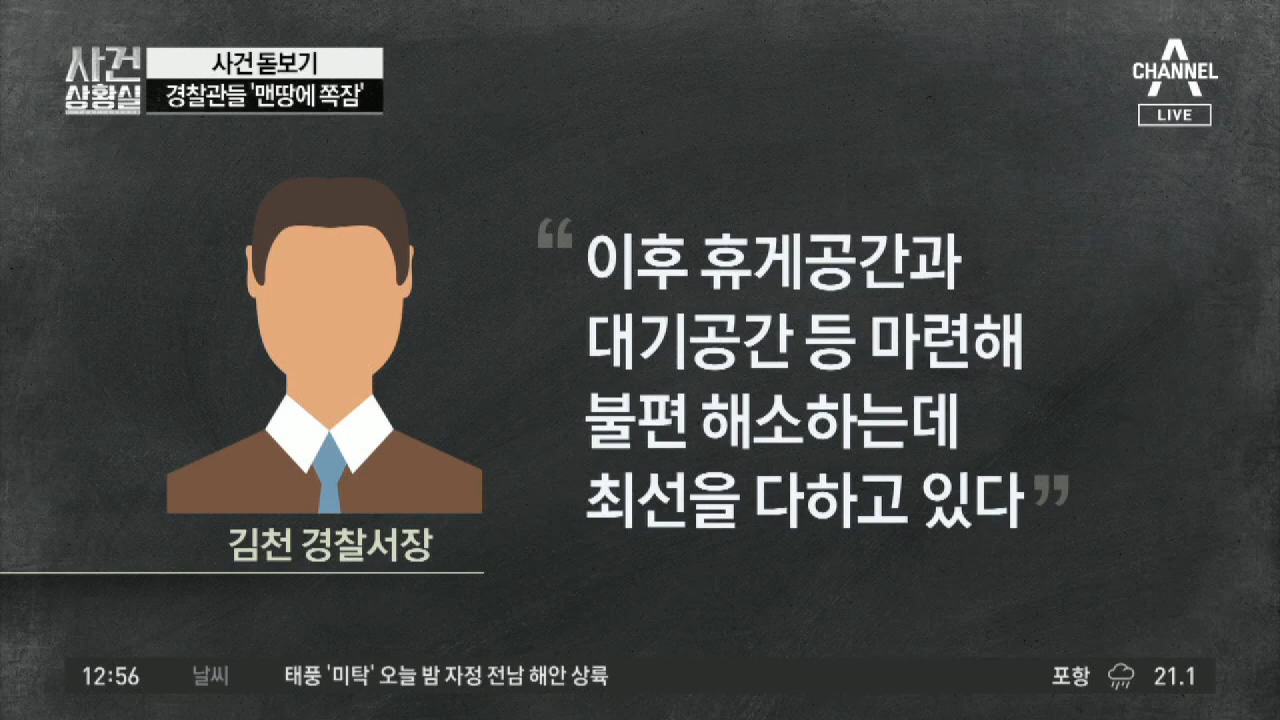 사건
상황실
사건 돋보기
경찰관들 '맨땅에 쪽잠'
CHANNEL A
LIVE
“이후 휴게공간과
대기공간 등 마련해
불편 해소하는데
최선을 다하고 있다”
김천 경찰서장
12:56 날씨 태풍 '미탁' 오늘 밤 자정 전남 해안 상륙 포항 21.1